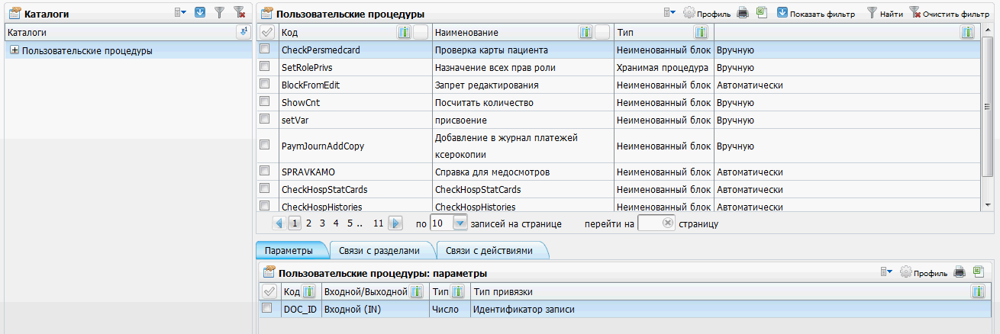 Каталоги
Каталоги
Пользовательские процедуры
Пользовательские процедуры Профиль Показать фильтр Найти Очистить фильтр
Код Наименование Тип
CheckPersmedcard Проверка карты пациента Неименованный блок Вручную
SetRolePrivs Назначение всех прав роли Хранимая процедура Вручную
BlockFromEdit Запрет редактирования Неименованный блок Автоматически
ShowCnt Посчитать количество Неименованный блок Вручную
setVar присвоение Неименованный блок Вручную
PaymJournAddCopy Добавление в журнал платежей ксерокопии Неименованный блок Вручную
SPRAVKAMO Справка для медосмотров Неименованный блок Автоматически
CheckHospStatCards CheckHospStatCards Неименованный блок Автоматически
CheckHospHistories CheckHospHistories Неименованный блок Автоматически
1 2 3 4 5 .. 11 по 10 записей на странице перейти на страницу
Параметры Связи с разделами Связи с действиями
Пользовательские процедуры: параметры Профиль
Код Входной/Выходной Тип Тип привязки
DOC_ID Входной (IN) Число Идентификатор записи